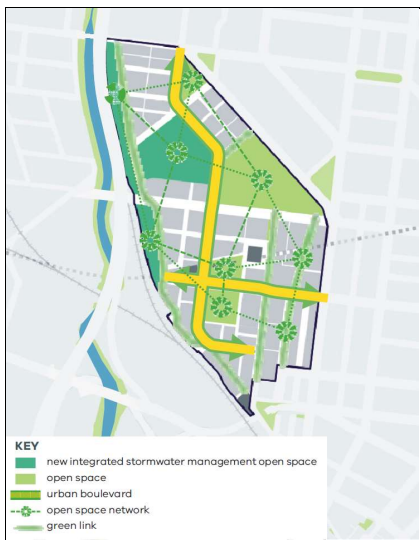 KEY
new integrated stormwater management open space
open space
urban boulevard
open space network
green link